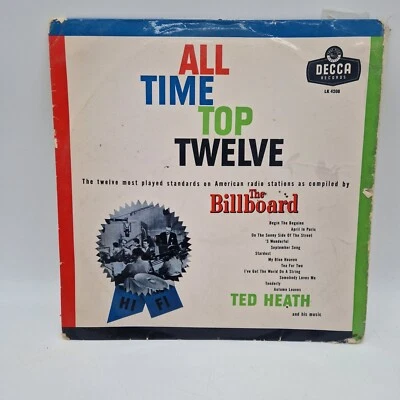 ALL
TIME
TOP
TWELVE
DECCA
RECORDS
LK 4208
The twelve most played standards on American radio stations as compiled by
The
Billboard
Begin The Beguine
April in Paris
On The Sunny Side Of The Street
'S Wonderful
September Song
Stardust
My Blue Heaven
Tea For Two
I've Got The World On A String
Somebody Loves Me
Tenderly
Autumn Leaves
HI FI
TED HEATH
and his music